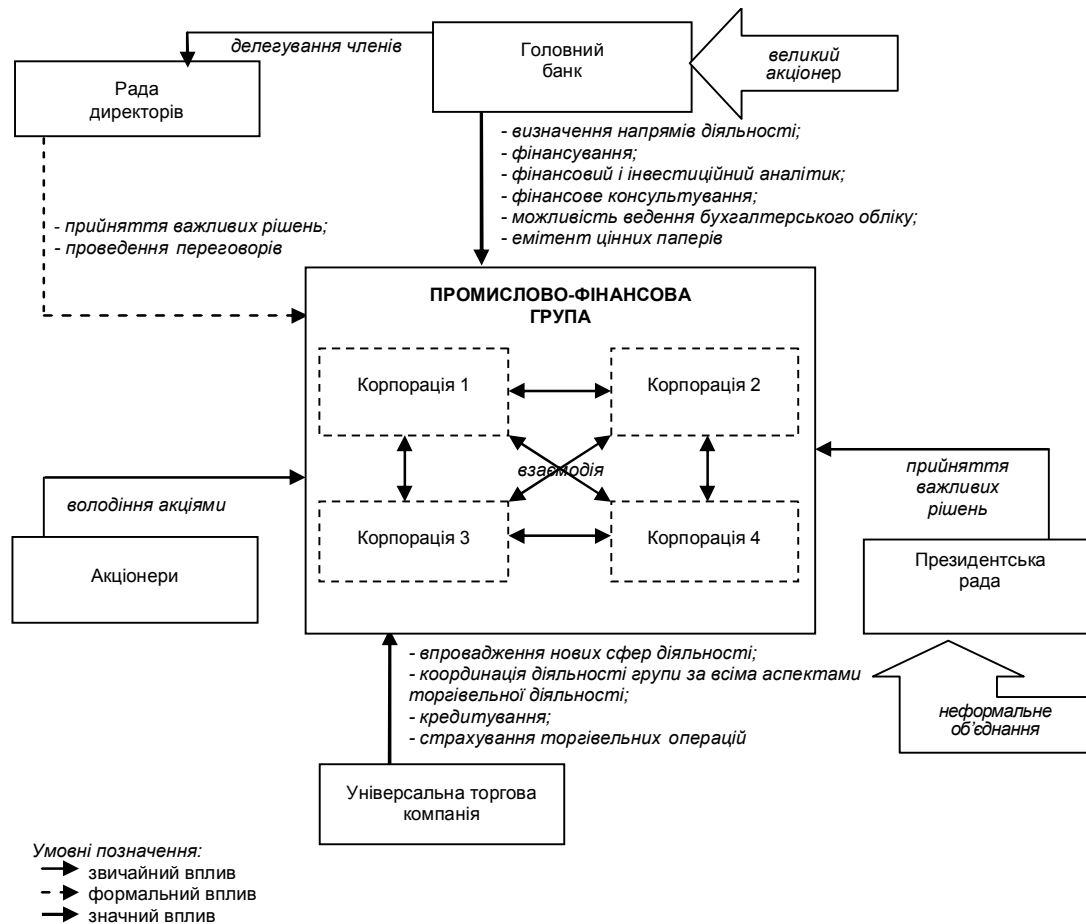 делегування членів
Головний
банк
великий
акціонер
Рада
директорів
- визначення напрямів діяльності;
- фінансування;
- фінансовий і інвестиційний аналітик;
- фінансове консультування;
- можливість ведення бухгалтерського обліку;
- емітент цінних паперів
- прийняття важливих рішень;
- проведення переговорів
ПРОМИСЛОВО-ФІНАНСОВА
ГРУПА
Корпорація 1
Корпорація 2
взаємодія
Корпорація 3
Корпорація 4
володіння акціями
Акціонери
прийняття
важливих
рішень
Президентська
рада
неформальне
об’єднання
- впровадження нових сфер діяльності;
- координація діяльності групи за всіма аспектами
торгівельної діяльності;
- кредитування;
- страхування торгівельних операцій
Універсальна торгова
компанія
Умовні позначення:
звичайний вплив
формальний вплив
значний вплив